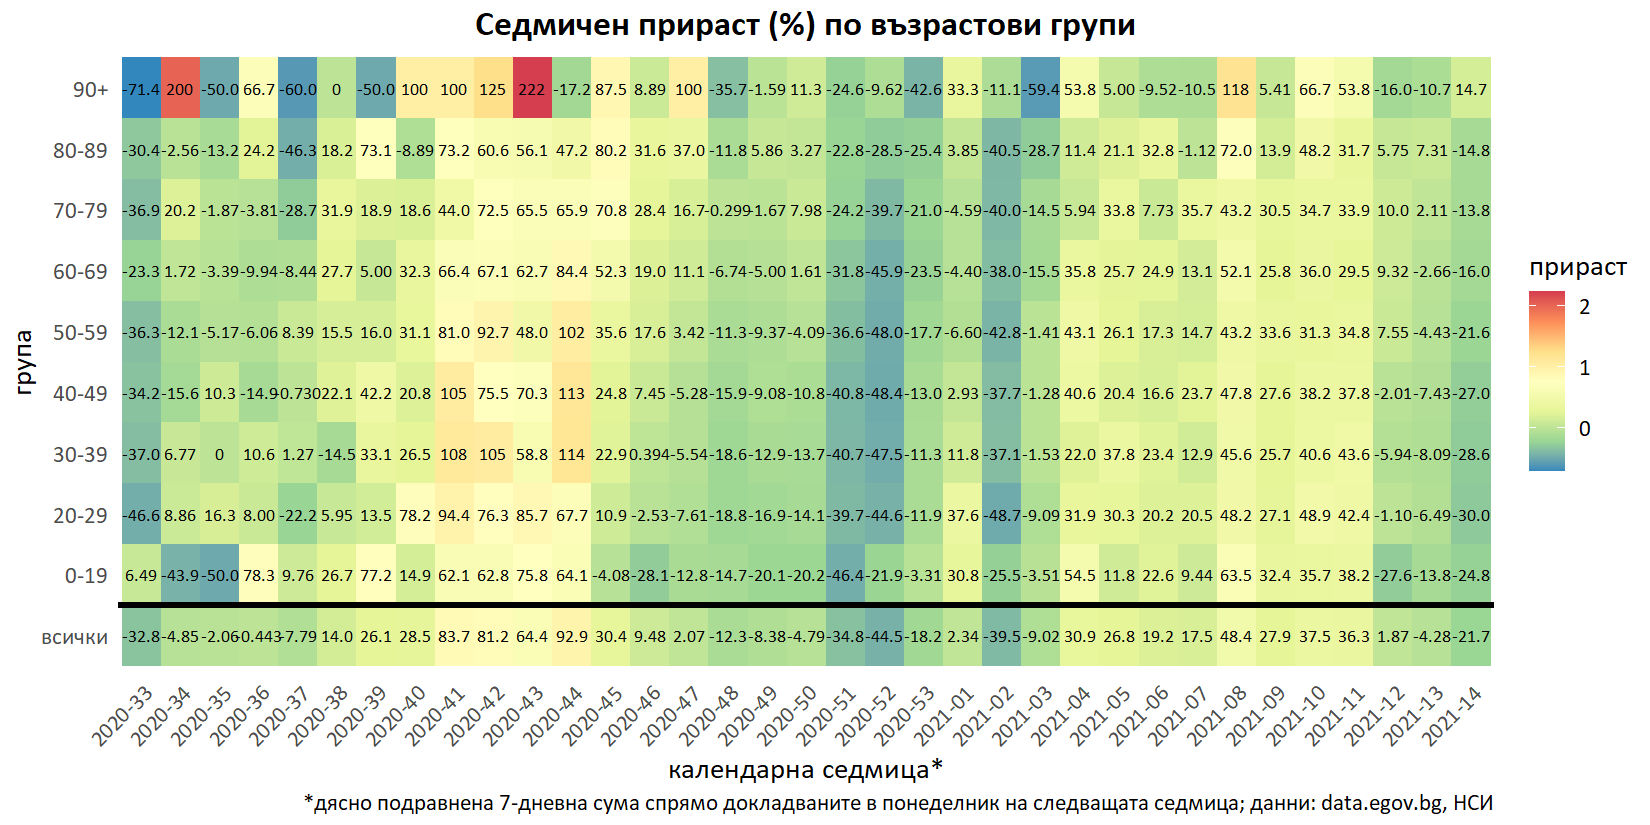 Седмичен прираст (%) по възрастови групи
90+ -71.4 200 -50.0 66.7 -60.0 0 -50.0 100 100 125 222 -17.2 87.5 8.89 100 -35.7 -1.59 11.3 -24.6 -9.62 -42.6 33.3 -11.1 -59.4 53.8 5.00 -9.52 -10.5 118 5.41 66.7 53.8 -16.0 -10.7 14.7
80-89 -30.4 -2.56 -13.2 24.2 -46.3 18.2 73.1 -8.89 73.2 60.6 56.1 47.2 80.2 31.6 37.0 -11.8 5.86 3.27 -22.8 -28.5 -25.4 3.85 -40.5 -28.7 11.4 21.1 32.8 -1.12 72.0 13.9 48.2 31.7 5.75 7.31 -14.8
70-79 -36.9 20.2 -1.87 -3.81 -28.7 31.9 18.9 18.6 44.0 72.5 65.5 65.9 70.8 28.4 16.7 -0.299 -1.67 7.98 -24.2 -39.7 -21.0 -4.59 -40.0 -14.5 5.94 33.8 7.73 35.7 43.2 30.5 34.7 33.9 10.0 2.11 -13.8
60-69 -23.3 1.72 -3.39 -9.94 -8.44 27.7 5.00 32.3 66.4 67.1 62.7 84.4 52.3 19.0 11.1 -6.74 -5.00 1.61 -31.8 -45.9 -23.5 -4.40 -38.0 -15.5 35.8 25.7 24.9 13.1 52.1 25.8 36.0 29.5 9.32 -2.66 -16.0
50-59 -36.3 -12.1 -5.17 -6.06 8.39 15.5 16.0 31.1 81.0 92.7 48.0 102 35.6 17.6 3.42 -11.3 -9.37 -4.09 -36.6 -48.0 -17.7 -6.60 -42.8 -1.41 43.1 26.1 17.3 14.7 43.2 33.6 31.3 34.8 7.55 -4.43 -21.6
40-49 -34.2 -15.6 10.3 -14.9 -0.730 22.1 42.2 20.8 105 75.5 70.3 113 24.8 7.45 -5.28 -15.9 -9.08 -10.8 -40.8 -48.4 -13.0 2.93 -37.7 -1.28 40.6 20.4 16.6 23.7 47.8 27.6 38.2 37.8 -2.01 -7.43 -27.0
30-39 -37.0 6.77 0 10.6 1.27 -14.5 33.1 26.5 108 105 58.8 114 22.9 0.394 -5.54 -18.6 -12.9 -13.7 -40.7 -47.5 -11.3 11.8 -37.1 -1.53 22.0 37.8 23.4 12.9 45.6 25.7 40.6 43.6 -5.94 -8.09 -28.6
20-29 -46.6 8.86 16.3 8.00 -22.2 5.95 13.5 78.2 94.4 76.3 85.7 67.7 10.9 -2.53 -7.61 -18.8 -16.9 -14.1 -39.7 -44.6 -11.9 37.6 -48.7 -9.09 31.9 30.3 20.2 20.5 48.2 27.1 48.9 42.4 -1.10 -6.49 -30.0
0-19 6.49 -43.9 -50.0 78.3 9.76 26.7 77.2 14.9 62.1 62.8 75.8 64.1 -4.08 -28.1 -12.8 -14.7 -20.1 -20.2 -46.4 -21.9 -3.31 30.8 -25.5 -3.51 54.5 11.8 22.6 9.44 63.5 32.4 35.7 38.2 -27.6 -13.8 -24.8
всички -32.8 -4.85 -2.06 -0.443 -7.79 14.0 26.1 28.5 83.7 81.2 64.4 92.9 30.4 9.48 2.07 -12.3 -8.38 -4.79 -34.8 -44.5 -18.2 2.34 -39.5 -9.02 30.9 26.8 19.2 17.5 48.4 27.9 37.5 36.3 1.87 -4.28 -21.7
2020-33 2020-34 2020-35 2020-36 2020-37 2020-38 2020-39 2020-40 2020-41 2020-42 2020-43 2020-44 2020-45 2020-46 2020-47 2020-48 2020-49 2020-50 2020-51 2020-52 2020-53 2021-01 2021-02 2021-03 2021-04 2021-05 2021-06 2021-07 2021-08 2021-09 2021-10 2021-11 2021-12 2021-13 2021-14
група
календарна седмица*
*дясно подравнена 7-дневна сума спрямо докладваните в понеделник на следващата седмица; данни: data.egov.bg, НСИ
прираст
2
1
0